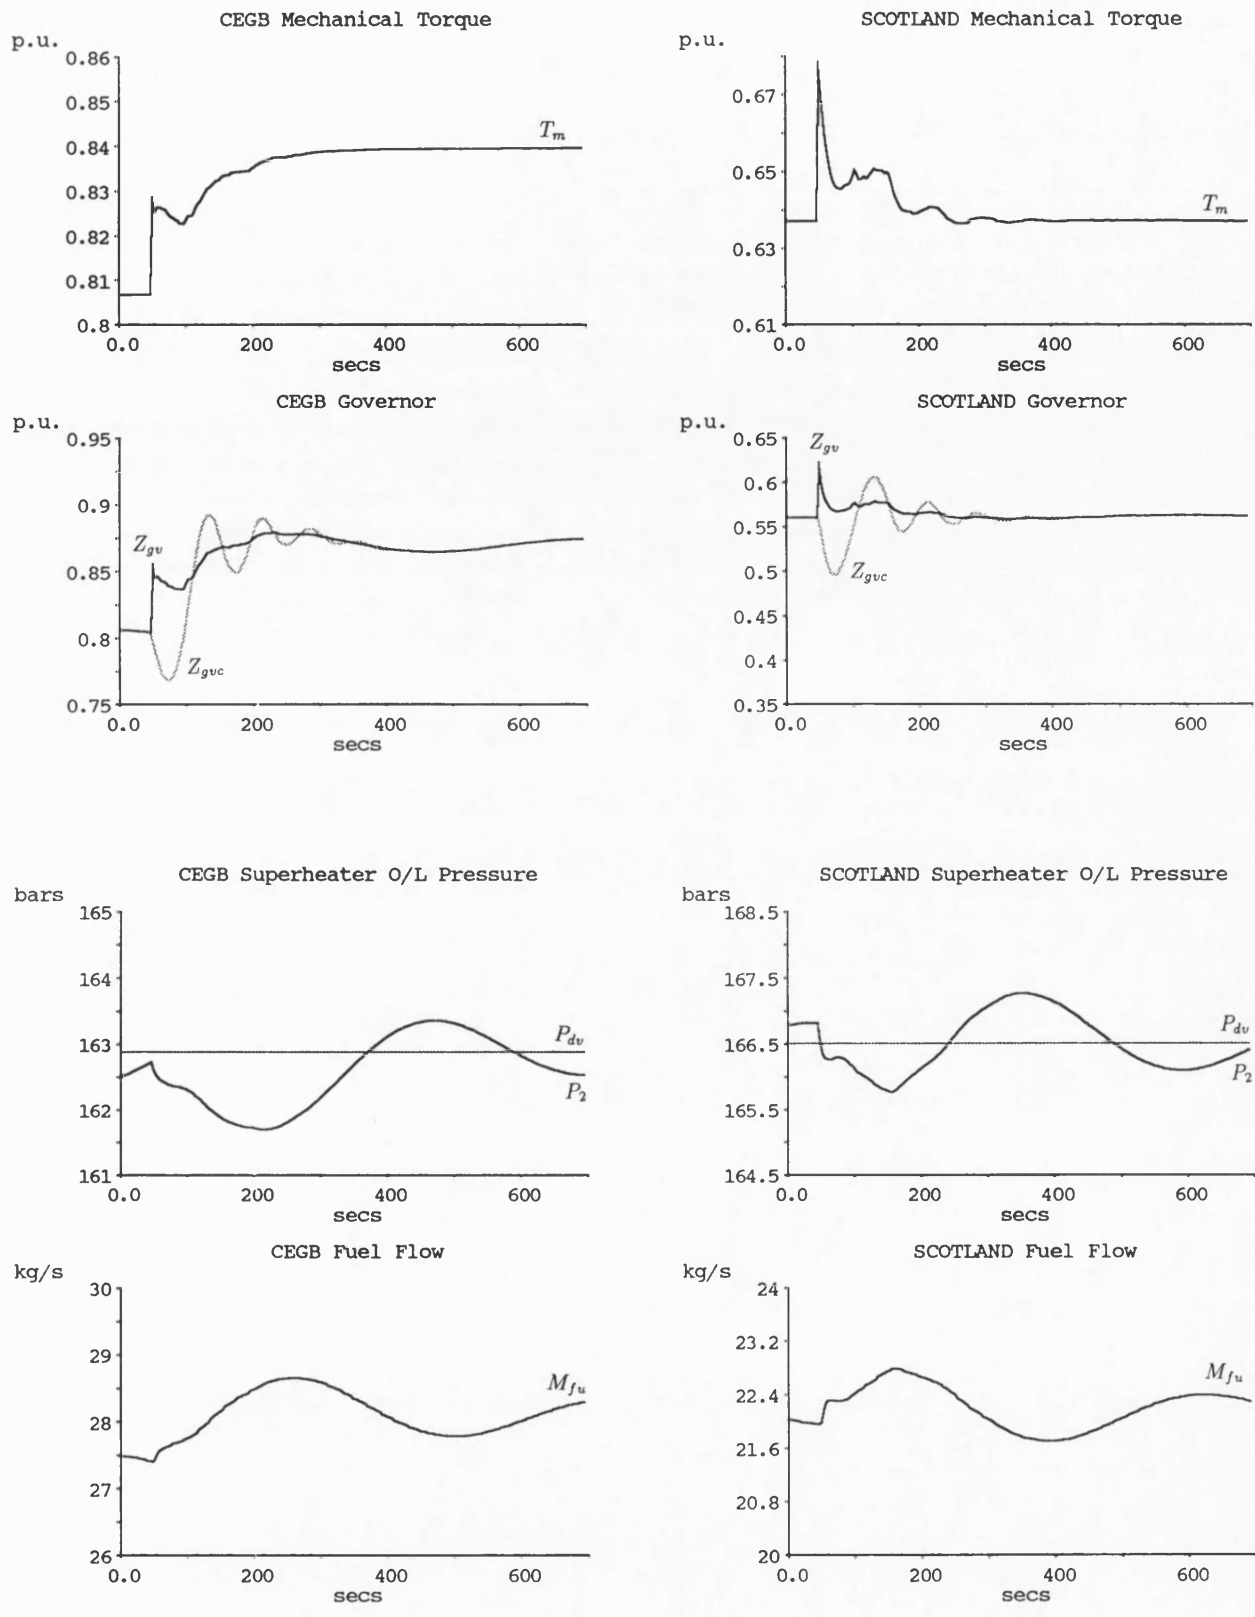 CEGB Mechanical Torque
p.u.
0.86
0.85
0.84
0.83
0.82
0.81
0.8
T_m
0.0 200 400 600
secs
SCOTLAND Mechanical Torque
p.u.
0.67
0.65
0.63
0.61
T_m
0.0 200 400 600
secs
CEGB Governor
p.u.
0.95
0.9
0.85
0.8
0.75
Z_gv
Z_gvc
0.0 200 400 600
secs
SCOTLAND Governor
p.u.
0.65
0.6
0.55
0.5
0.45
0.4
0.35
Z_gv
Z_gvc
0.0 200 400 600
secs
CEGB Superheater O/L Pressure
bars
165
164
163
162
161
P_dv
P_2
0.0 200 400 600
secs
SCOTLAND Superheater O/L Pressure
bars
168.5
167.5
166.5
165.5
164.5
P_dv
P_2
0.0 200 400 600
secs
CEGB Fuel Flow
kg/s
30
29
28
27
26
M_fu
0.0 200 400 600
secs
SCOTLAND Fuel Flow
kg/s
24
23.2
22.4
21.6
20.8
20
M_fu
0.0 200 400 600
secs